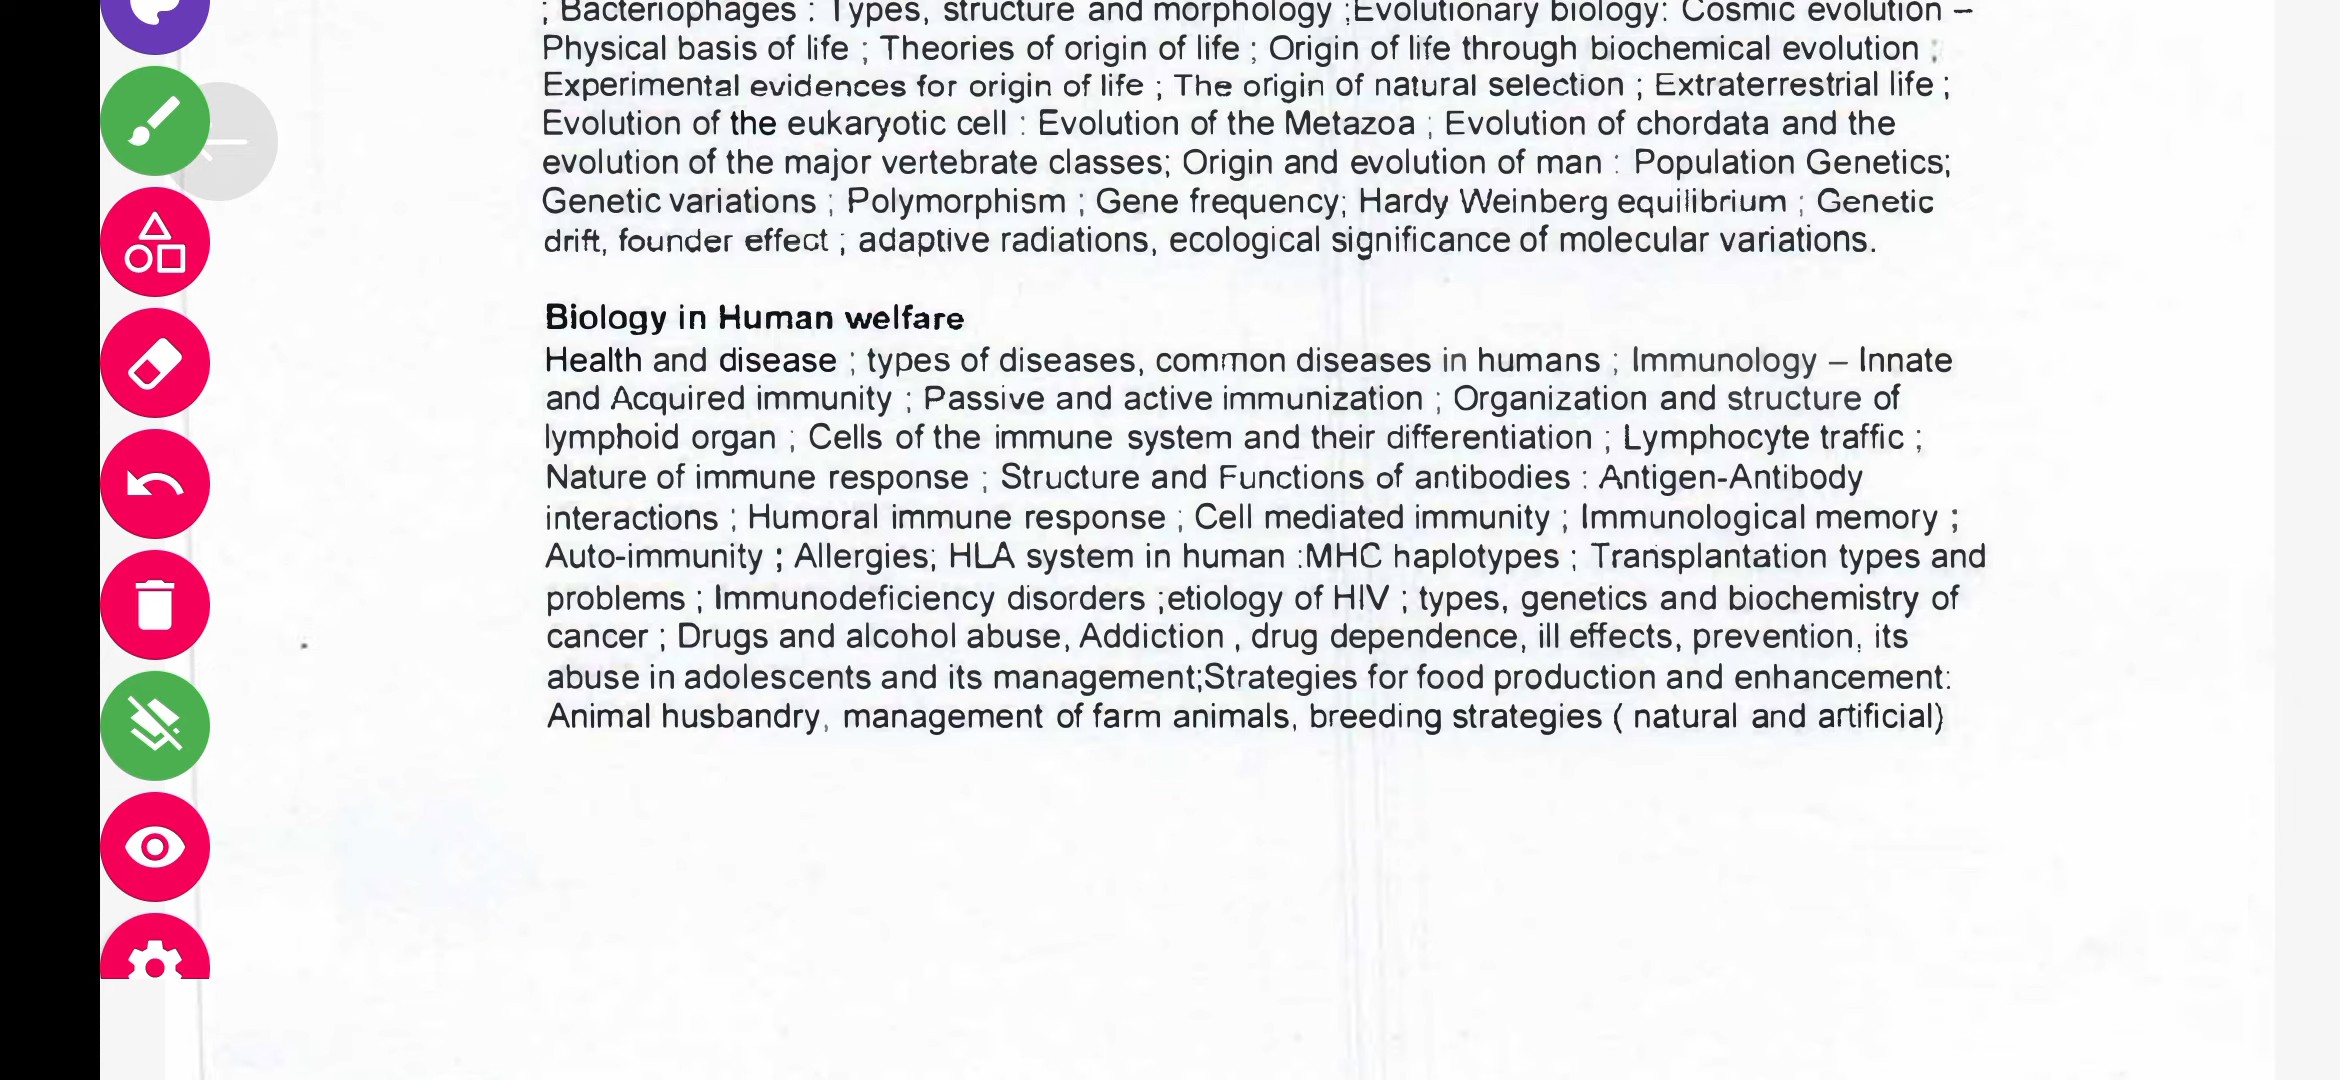 ; Bacteriophages : Types, structure and morphology ;Evolutionary biology: Cosmic evolution –
Physical basis of life ; Theories of origin of life ; Origin of life through biochemical evolution ;
Experimental evidences for origin of life ; The origin of natural selection ; Extraterrestrial life ;
Evolution of the eukaryotic cell : Evolution of the Metazoa ; Evolution of chordata and the
evolution of the major vertebrate classes; Origin and evolution of man : Population Genetics;
Genetic variations ; Polymorphism ; Gene frequency; Hardy Weinberg equilibrium ; Genetic
drift, founder effect ; adaptive radiations, ecological significance of molecular variations.
Biology in Human welfare
Health and disease ; types of diseases, common diseases in humans ; Immunology – Innate
and Acquired immunity ; Passive and active immunization ; Organization and structure of
lymphoid organ ; Cells of the immune system and their differentiation ; Lymphocyte traffic ;
Nature of immune response ; Structure and Functions of antibodies : Antigen-Antibody
interactions ; Humoral immune response ; Cell mediated immunity ; Immunological memory ;
Auto-immunity ; Allergies; HLA system in human :MHC haplotypes ; Transplantation types and
problems ; Immunodeficiency disorders ;etiology of HIV ; types, genetics and biochemistry of
cancer ; Drugs and alcohol abuse, Addiction , drug dependence, ill effects, prevention, its
abuse in adolescents and its management;Strategies for food production and enhancement:
Animal husbandry, management of farm animals, breeding strategies ( natural and artificial)